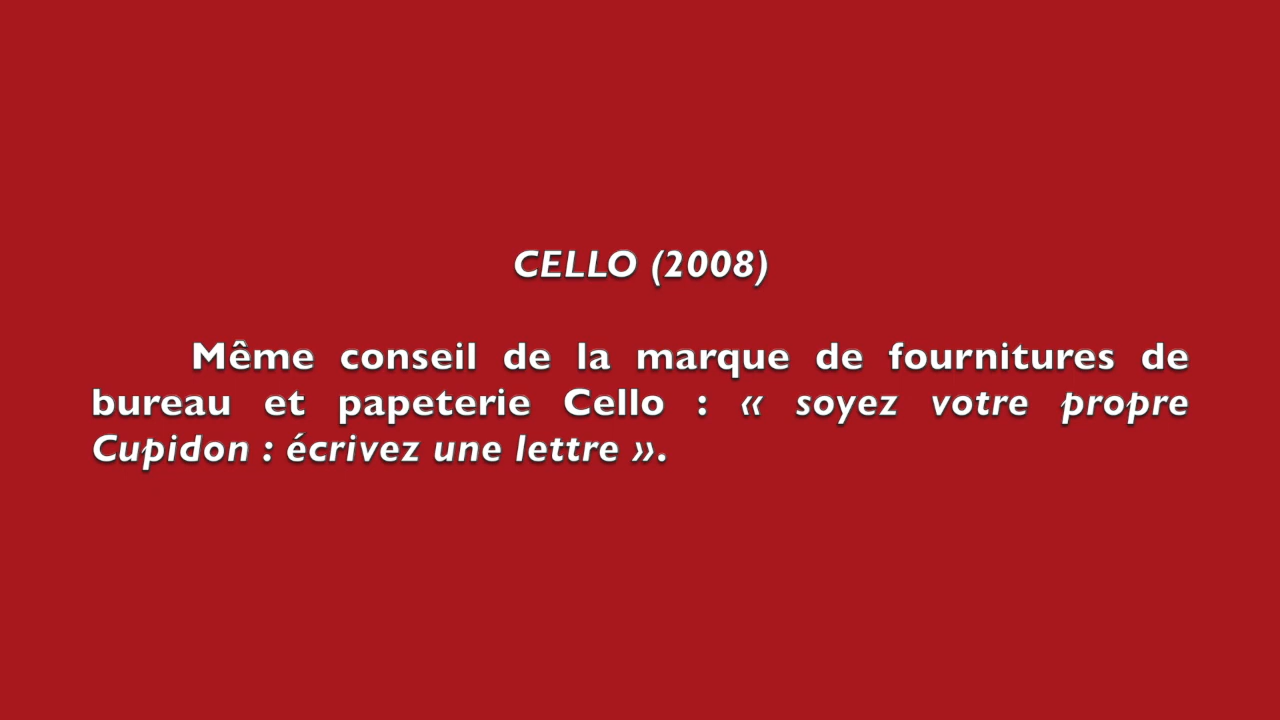 CELLO (2008)
Même conseil de la marque de fournitures de
bureau et papeterie Cello : « soyez votre propre
Cupidon : écrivez une lettre ».